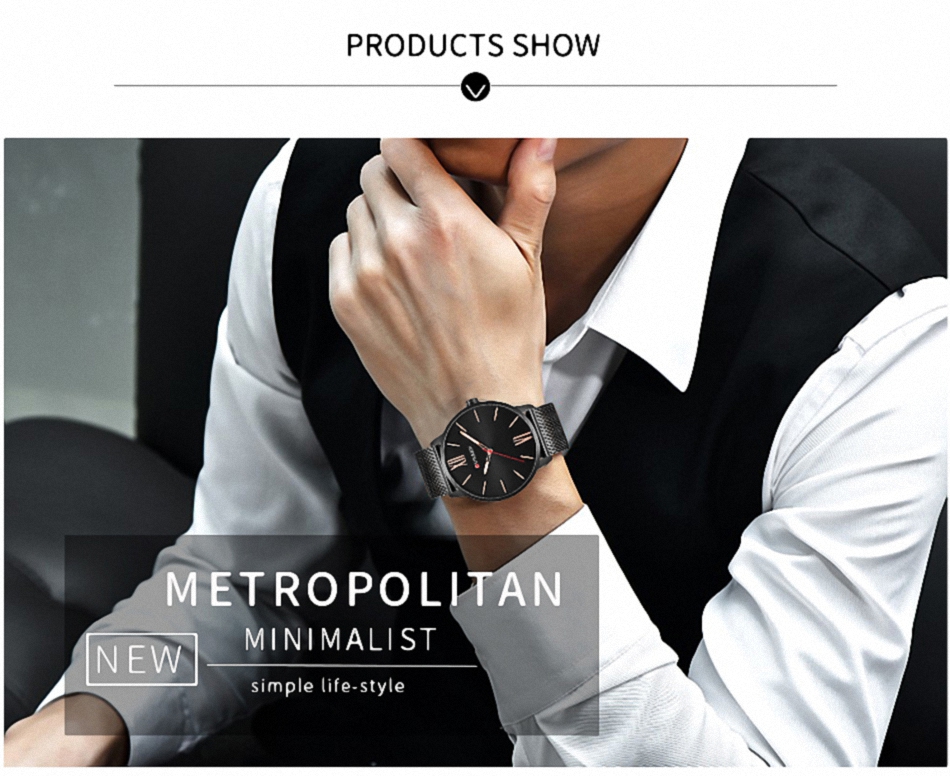 PRODUCTS SHOW
METROPOLITAN
MINIMALIST
NEW
simple life-style